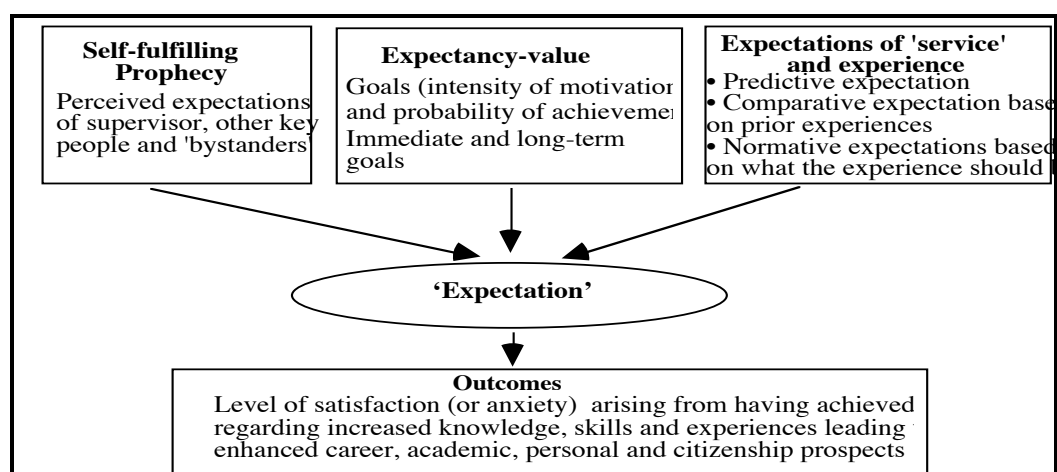 Self-fulfilling
Prophecy
Perceived expectations
of supervisor, other key
people and 'bystanders'
Expectancy-value
Goals (intensity of motivation
and probability of achieveme
Immediate and long-term
goals
Expectations of 'service'
and experience
• Predictive expectation
• Comparative expectation base
on prior experiences
• Normative expectations based
on what the experience should
‘Expectation’
Outcomes
Level of satisfaction (or anxiety) arising from having achieved
regarding increased knowledge, skills and experiences leading
enhanced career, academic, personal and citizenship prospects